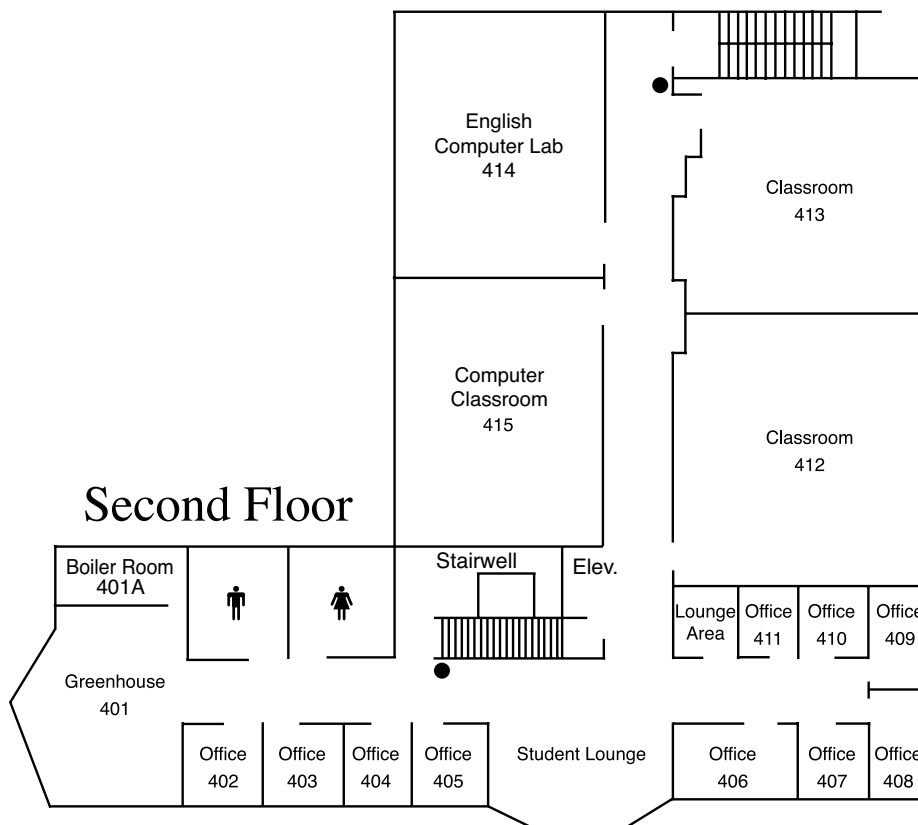 English
Computer Lab
414
Classroom
413
Computer
Classroom
415
Classroom
412
Second Floor
Boiler Room
401A
Stairwell
Elev.
Lounge
Area
Office
411
Office
410
Office
409
Greenhouse
401
Office
402
Office
403
Office
404
Office
405
Student Lounge
Office
406
Office
407
Office
408